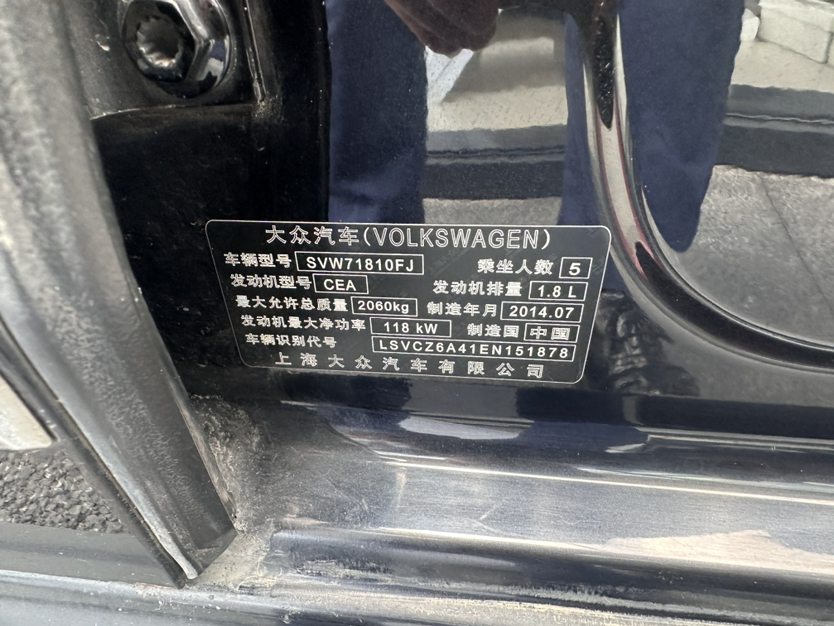 大众汽车(VOLKSWAGEN)
车辆型号 SVW71810FJ 乘坐人数 5
发动机型号 CEA 发动机排量 1.8 L
最大允许总质量 2060kg 制造年月 2014.07
发动机最大净功率 118 kW 制造国 中国
车辆识别代号 LSVCZ6A41EN151878
上海大众汽车有限公司